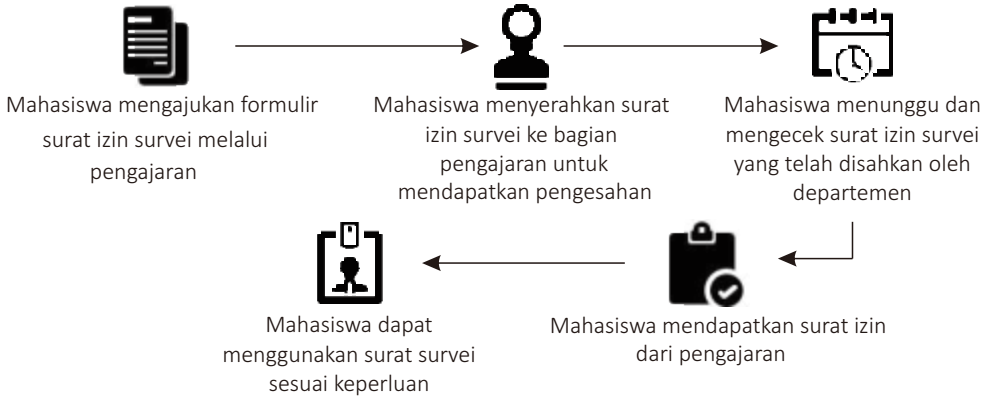 Mahasiswa mengajukan formulir
surat izin survei melalui
pengajaran
Mahasiswa menyerahkan surat
izin survei ke bagian
pengajaran untuk
mendapatkan pengesahan
Mahasiswa menunggu dan
mengecek surat izin survei
yang telah disahkan oleh
departemen
Mahasiswa mendapatkan surat izin
dari pengajaran
Mahasiswa dapat
menggunakan surat survei
sesuai keperluan